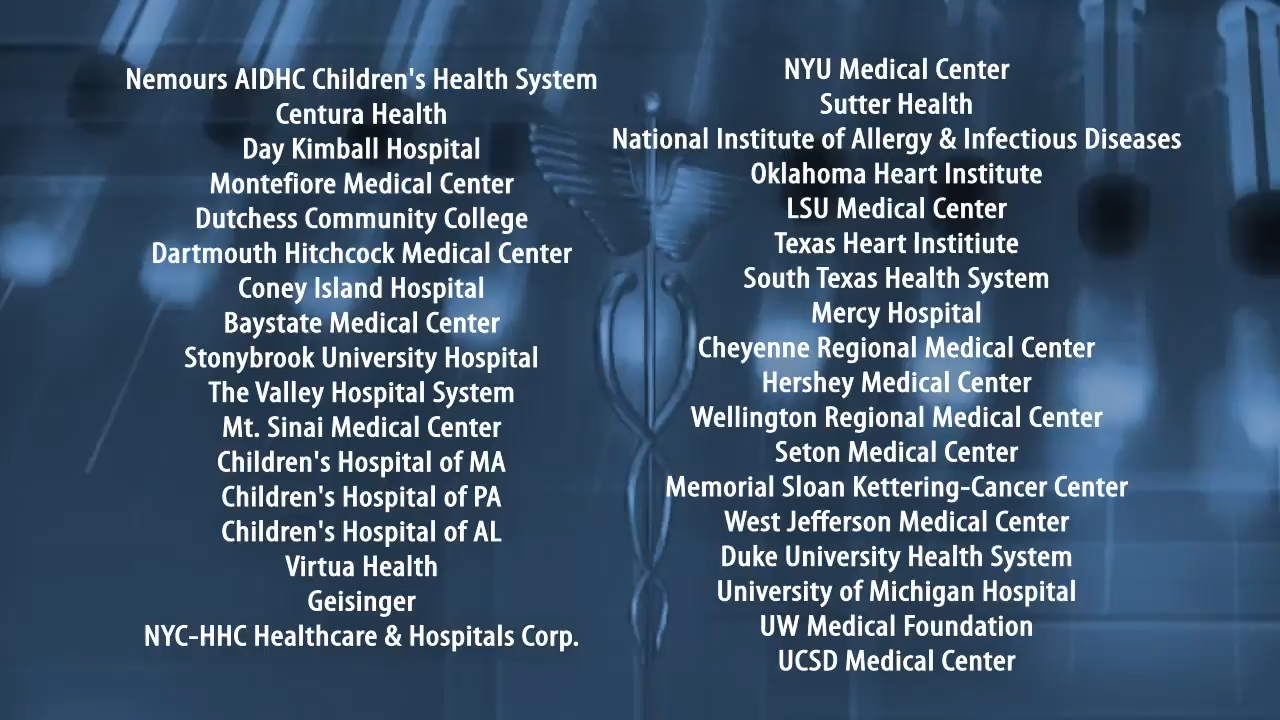 Nemours AIDHC Children's Health System
Centura Health
Day Kimball Hospital
Montefiore Medical Center
Dutchess Community College
Dartmouth Hitchcock Medical Center
Coney Island Hospital
Baystate Medical Center
Stonybrook University Hospital
The Valley Hospital System
Mt. Sinai Medical Center
Children's Hospital of MA
Children's Hospital of PA
Children's Hospital of AL
Virtua Health
Geisinger
NYC-HHC Healthcare & Hospitals Corp.
NYU Medical Center
Sutter Health
National Institute of Allergy & Infectious Diseases
Oklahoma Heart Institute
LSU Medical Center
Texas Heart Institiute
South Texas Health System
Mercy Hospital
Cheyenne Regional Medical Center
Hershey Medical Center
Wellington Regional Medical Center
Seton Medical Center
Memorial Sloan Kettering-Cancer Center
West Jefferson Medical Center
Duke University Health System
University of Michigan Hospital
UW Medical Foundation
UCSD Medical Center